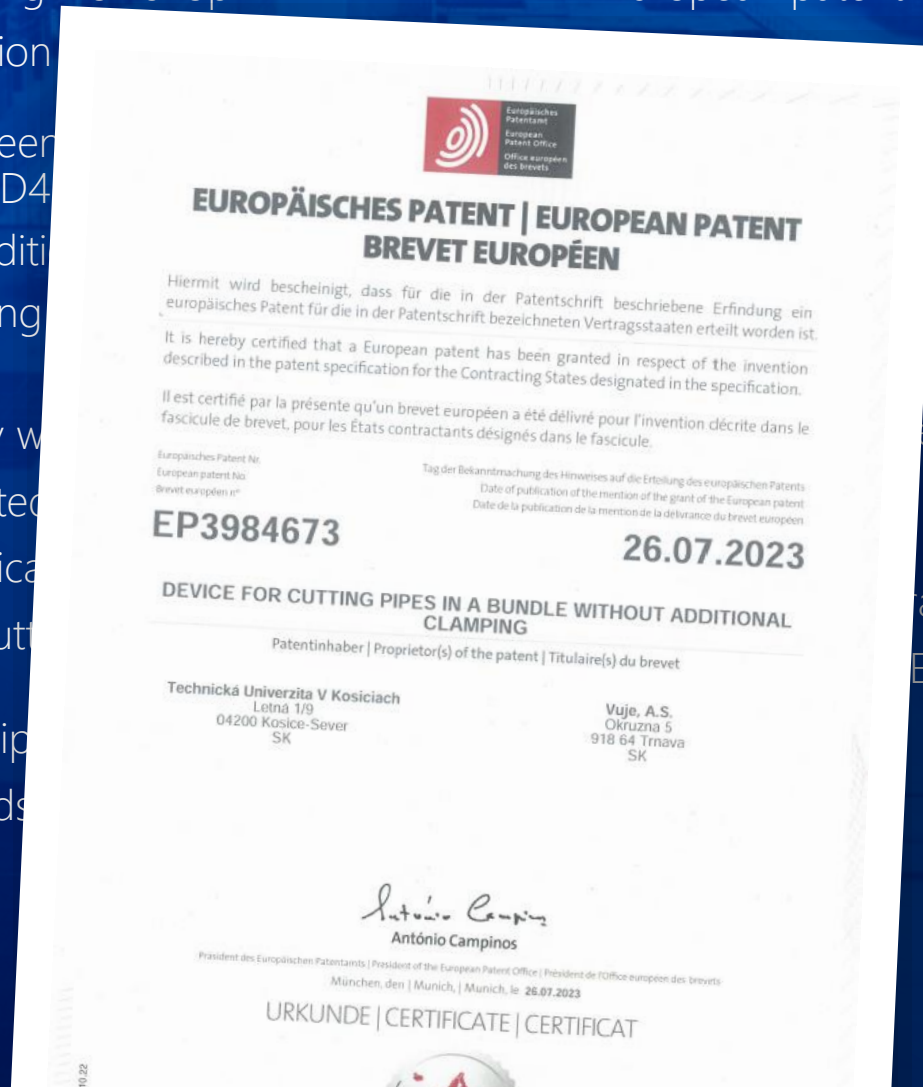 ion
Europäisches
Patentamt
European
Patent Office
Office européen
des brevets
EUROPÄISCHES PATENT | EUROPEAN PATENT
BREVET EUROPÉEN
Hiermit wird bescheinigt, dass für die in der Patentschrift beschriebene Erfindung ein
europäisches Patent für die in der Patentschrift bezeichneten Vertragsstaaten erteilt worden ist.
It is hereby certified that a European patent has been granted in respect of the invention
described in the patent specification for the Contracting States designated in the specification.
Il est certifié par la présente qu'un brevet européen a été délivré pour l'invention décrite dans le
fascicule de brevet, pour les États contractants désignés dans le fascicule.
Europäisches Patent Nr.
European patent No.
Brevet européen n°
Tag der Bekanntmachung des Hinweises auf die Erteilung des europäischen Patents
Date of publication of the mention of the grant of the European patent
Date de la publication de la mention de la délivrance du brevet européen
EP3984673
26.07.2023
DEVICE FOR CUTTING PIPES IN A BUNDLE WITHOUT ADDITIONAL
CLAMPING
Patentinhaber | Proprietor(s) of the patent | Titulaire(s) du brevet
Technická Univerzita V Kosiciach
Letná 1/9
04200 Kosice-Sever
SK
Vuje, A.S.
Okruzna 5
918 64 Trnava
SK
António Campinos
António Campinos
Präsident des Europäischen Patentamts | President of the European Patent Office | Président de l'Office européen des brevets
München, den | Munich, | Munich, le 26.07.2023
URKUNDE | CERTIFICATE | CERTIFICAT
10.22
een
D4
diti
ng
w
ted
ica
utt
ip
ds